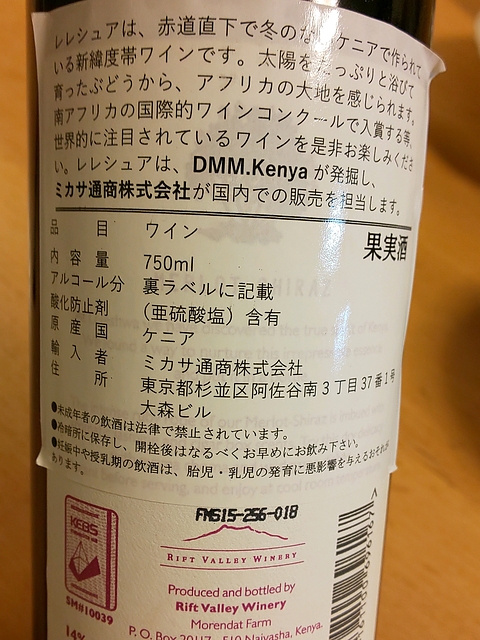 レレシュアは、赤道直下で冬のな ケニアで作られて
いる新緯度帯ワインです。太陽をたっぷりと浴びて
育ったぶどうから、アフリカの大地を感じられます。
南アフリカの国際的ワインコンクールで入賞する等、
世界的に注目されているワインを是非お楽しみくださ
い。レレシュアは、DMM.Kenyaが発掘し、
ミカサ通商株式会社が国内での販売を担当します。
果実酒
品目 ワイン
内容量 750ml
アルコール分 裏ラベルに記載
酸化防止剤 (亜硫酸塩)含有
原産国 ケニア
輸入者 ミカサ通商株式会社
住所 東京都杉並区阿佐谷南3丁目37番1号
大森ビル
●未成年者の飲酒は法律で禁止されています。
●冷暗所に保存し、開栓後はなるべくお早めにお飲み下さい。
●妊娠中や授乳期の飲酒は、胎児・乳児の発育に悪影響を与えるおそれが
あります。
FMS15-256-018
KEBS
SM#10039
RIFT VALLEY WINERY
Produced and bottled by
Rift Valley Winery
Morendat Farm
P. O. Box 20117 - 510 Naivasha, Kenya.
14%